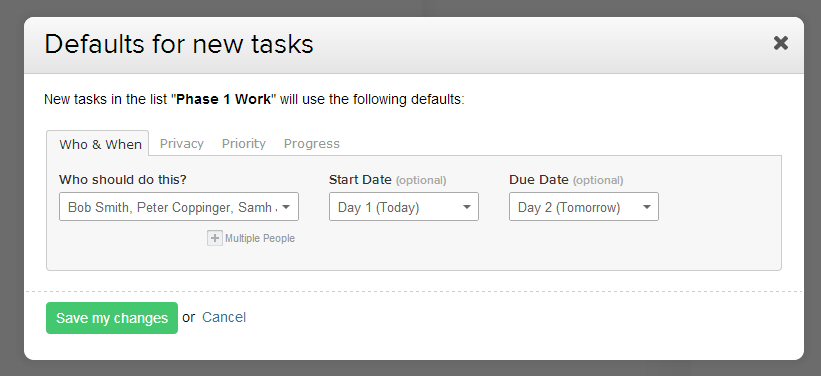 Defaults for new tasks
New tasks in the list "Phase 1 Work" will use the following defaults:
Who & When Privacy Priority Progress
Who should do this? Start Date (optional) Due Date (optional)
Bob Smith, Peter Coppinger, Samh Day 1 (Today) Day 2 (Tomorrow)
Multiple People
Save my changes or Cancel